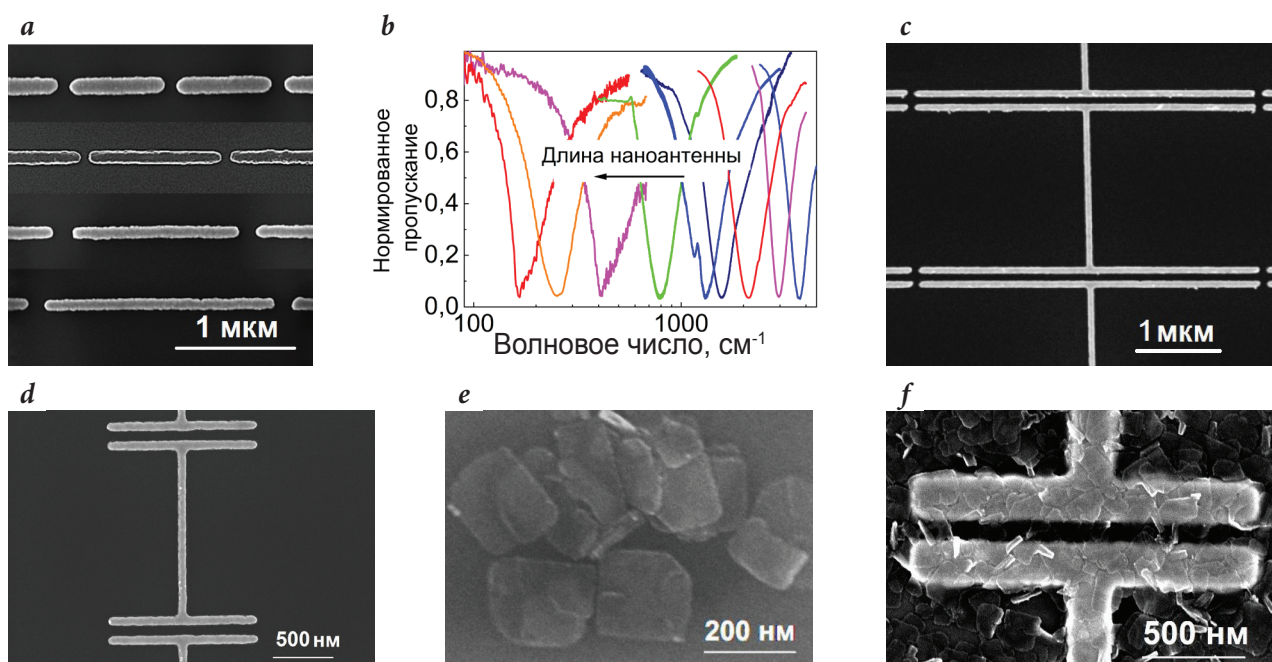 a
b
c
1 мкм
Нормированное
пропускание
0,8
0,6
0,4
0,2
0,0
Длина наноантенны
100
1000
Волновое число, см⁻¹
1 мкм
d
e
f
500 нм
200 нм
500 нм